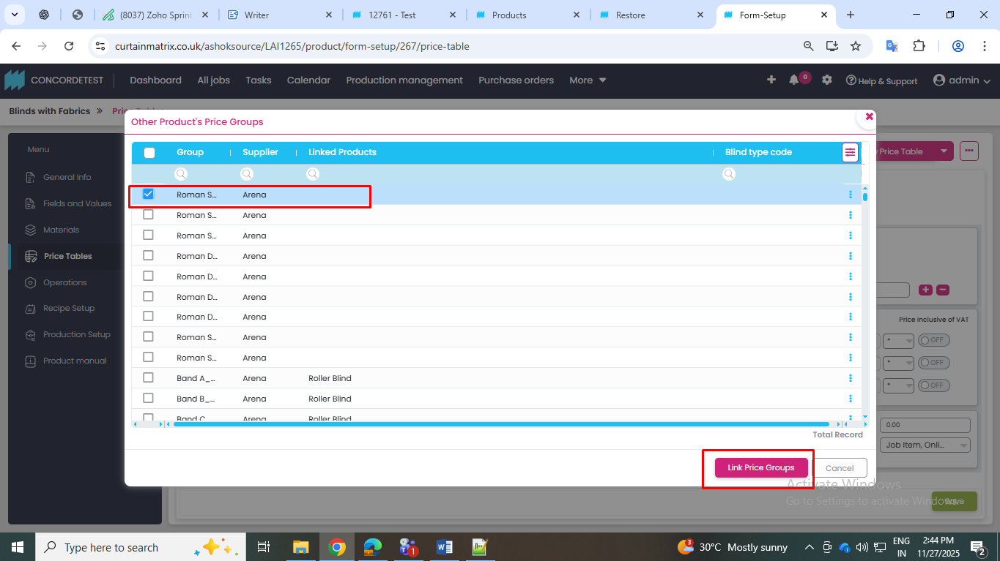 (8037) Zoho Sprint
Writer
12761 - Test
Products
Restore
Form-Setup
curtainmatrix.co.uk/ashoksource/LAI1265/product/form-setup/267/price-table
CONCORDETEST
Dashboard
All jobs
Tasks
Calendar
Production management
Purchase orders
More
0
Help & Support
admin
Blinds with Fabrics
Price Tables
Other Product's Price Groups
Menu
General Info
Fields and Values
Materials
Price Tables
Operations
Recipe Setup
Production Setup
Product manual
Group Supplier Linked Products Blind type code
Roman S... Arena
Roman S... Arena
Roman S... Arena
Roman D... Arena
Roman D... Arena
Roman D... Arena
Roman D... Arena
Roman S... Arena
Roman S... Arena
Band A_... Arena Roller Blind
Band B_... Arena Roller Blind
Band C Arena Roller Blind
Total Record
Link Price Groups
Cancel
Price Table
Price Inclusive of VAT
* OFF
* OFF
* OFF
0.00
Job Item, Onli...
Save
Activate Windows
Go to Settings to activate Windows.
Type here to search
1
3
30°C Mostly sunny
ENG
IN
2:44 PM
11/27/2025
2